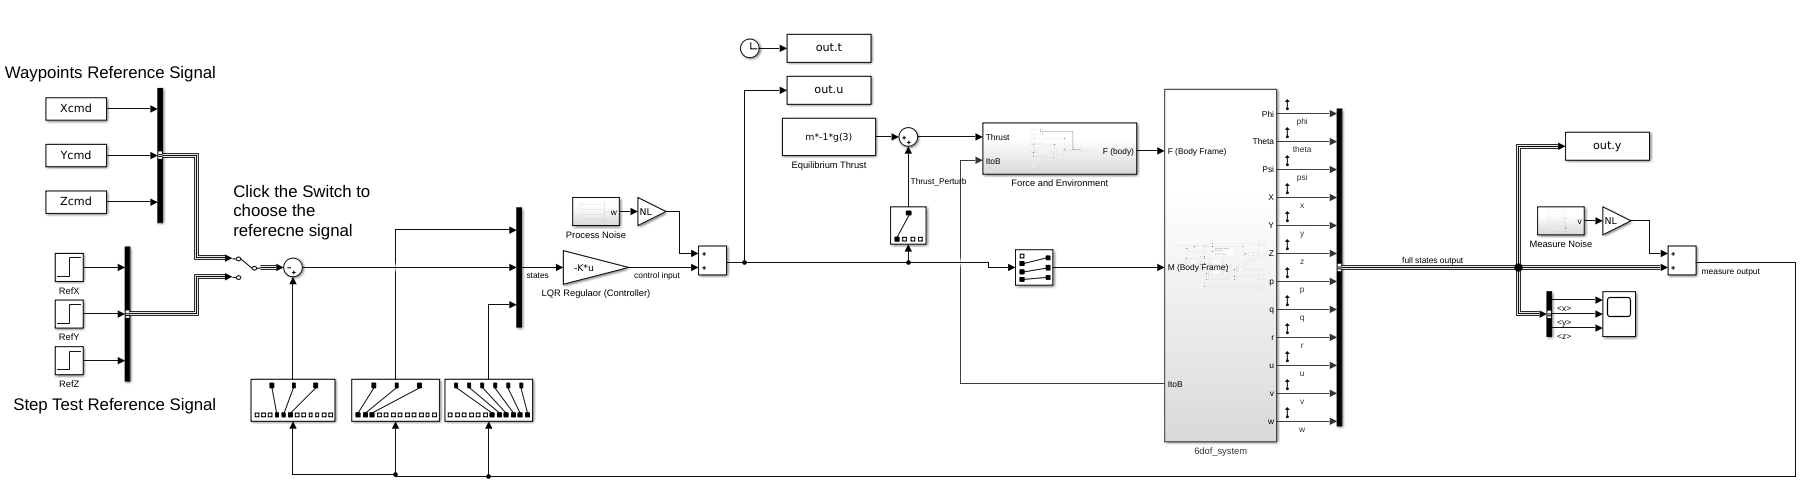 Waypoints Reference Signal
Xcmd
Ycmd
Zcmd
Click the Switch to
choose the
referecne signal
RefX
RefY
RefZ
Step Test Reference Signal
states
w
Process Noise
NL
-K*u
LQR Regulaor (Controller)
control input
+
+
out.t
out.u
m*-1*g(3)
Equilibrium Thrust
Thrust_Perturb
Thrust
ItoB
F (body)
Force and Environment
F (Body Frame)
M (Body Frame)
ItoB
Phi
Theta
Psi
X
Y
Z
p
q
r
u
v
w
6dof_system
phi
theta
psi
x
y
z
p
q
r
u
v
w
full states output
out.y
v
Measure Noise
NL
+
+
measure output
<x>
<y>
<z>